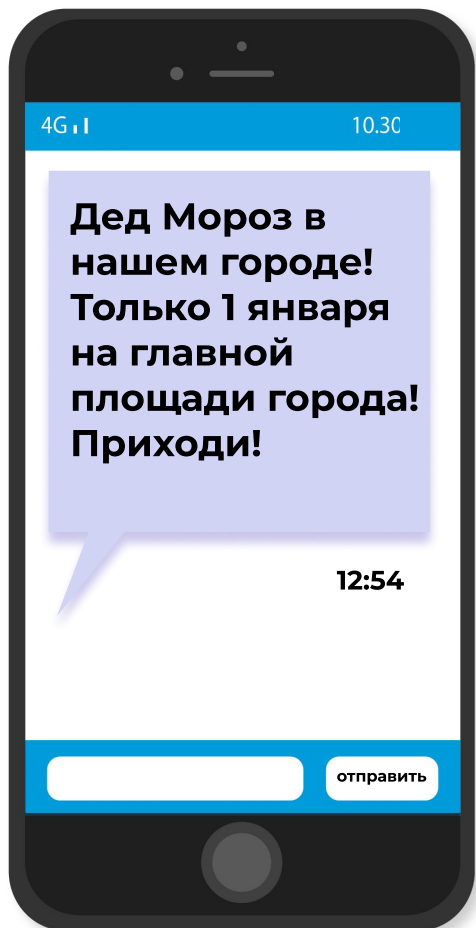 4G
10.30
Дед Мороз в
нашем городе!
Только 1 января
на главной
площади города!
Приходи!
12:54
отправить